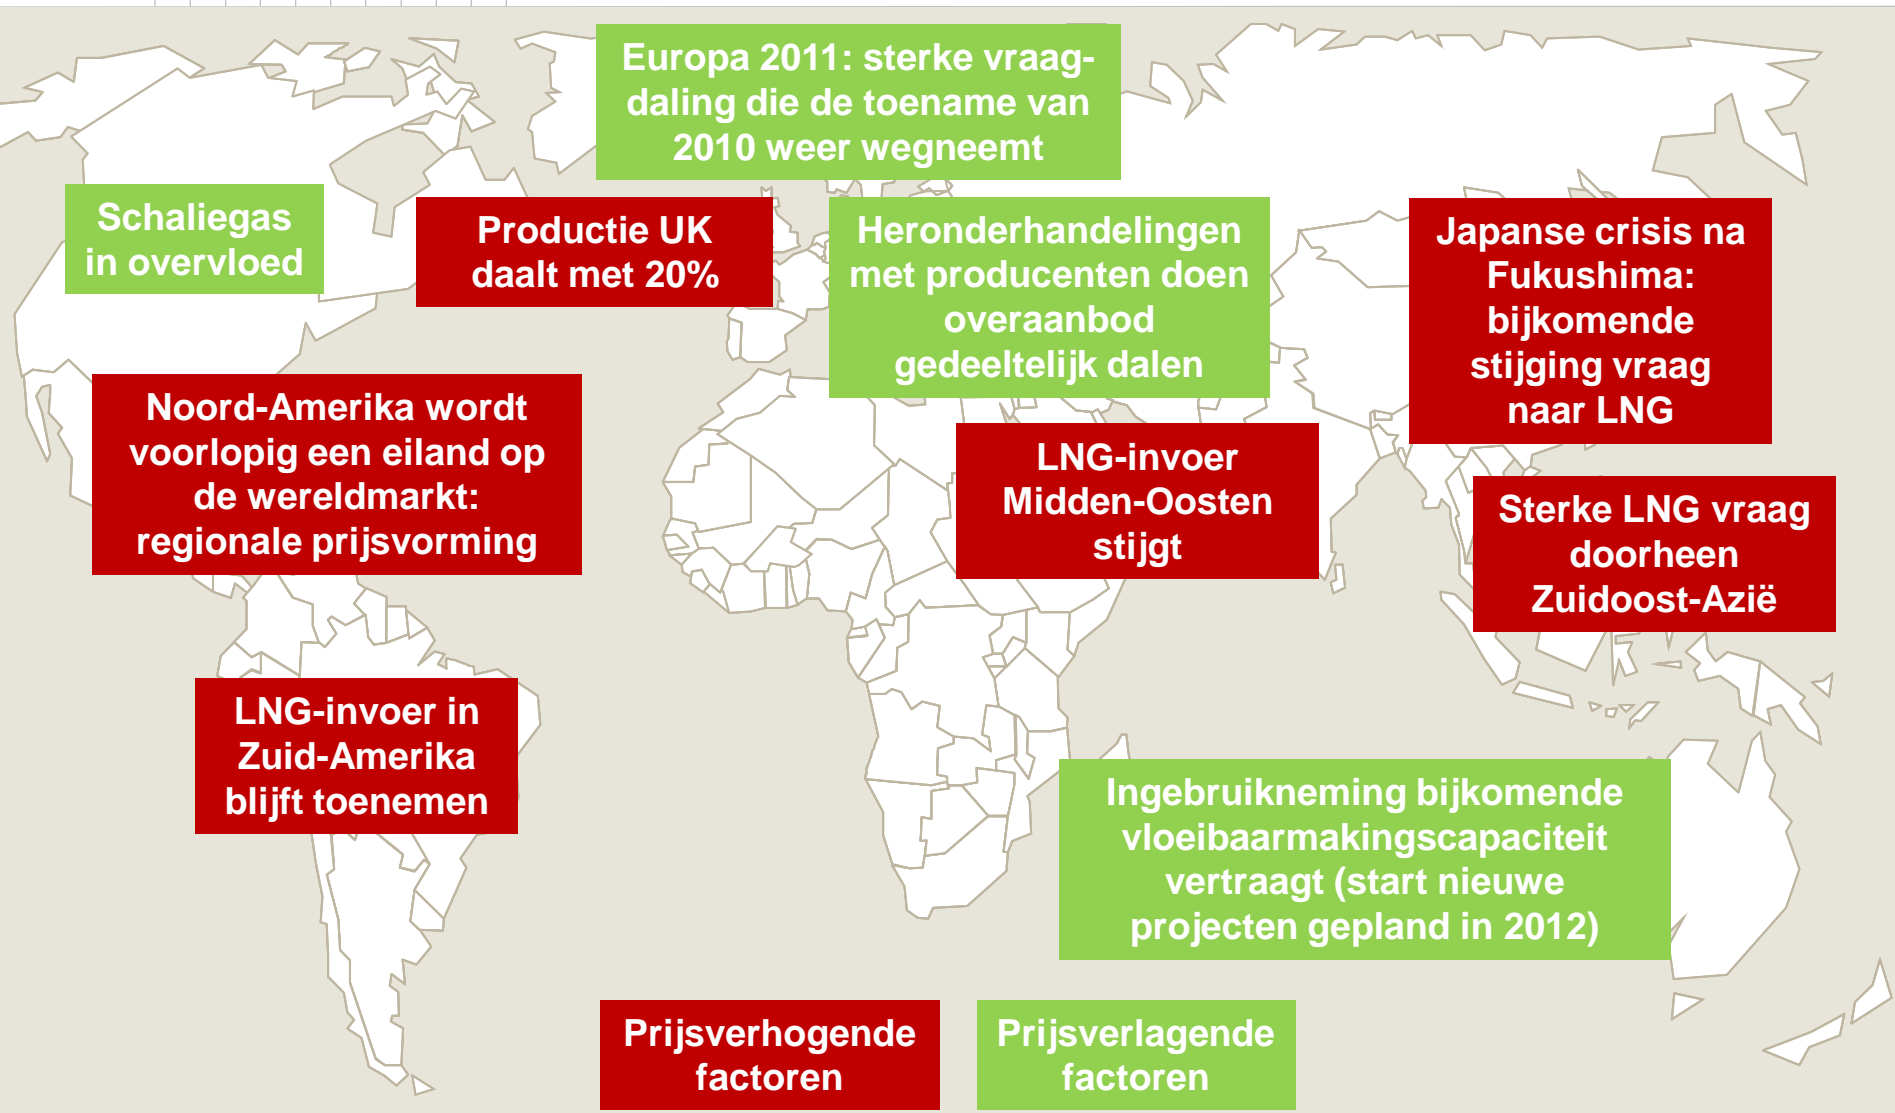 Europa 2011: sterke vraag-
daling die de toename van
2010 weer wegneemt
Schaliegas
in overvloed
Productie UK
daalt met 20%
Heronderhandelingen
met producenten doen
overaanbod
gedeeltelijk dalen
Japanse crisis na
Fukushima:
bijkomende
stijging vraag
naar LNG
Noord-Amerika wordt
voorlopig een eiland op
de wereldmarkt:
regionale prijsvorming
LNG-invoer
Midden-Oosten
stijgt
Sterke LNG vraag
doorheen
Zuidoost-Azië
LNG-invoer in
Zuid-Amerika
blijft toenemen
Ingebruikneming bijkomende
vloeibaarmakingscapaciteit
vertraagt (start nieuwe
projecten gepland in 2012)
Prijsverhogende
factoren
Prijsverlagende
factoren